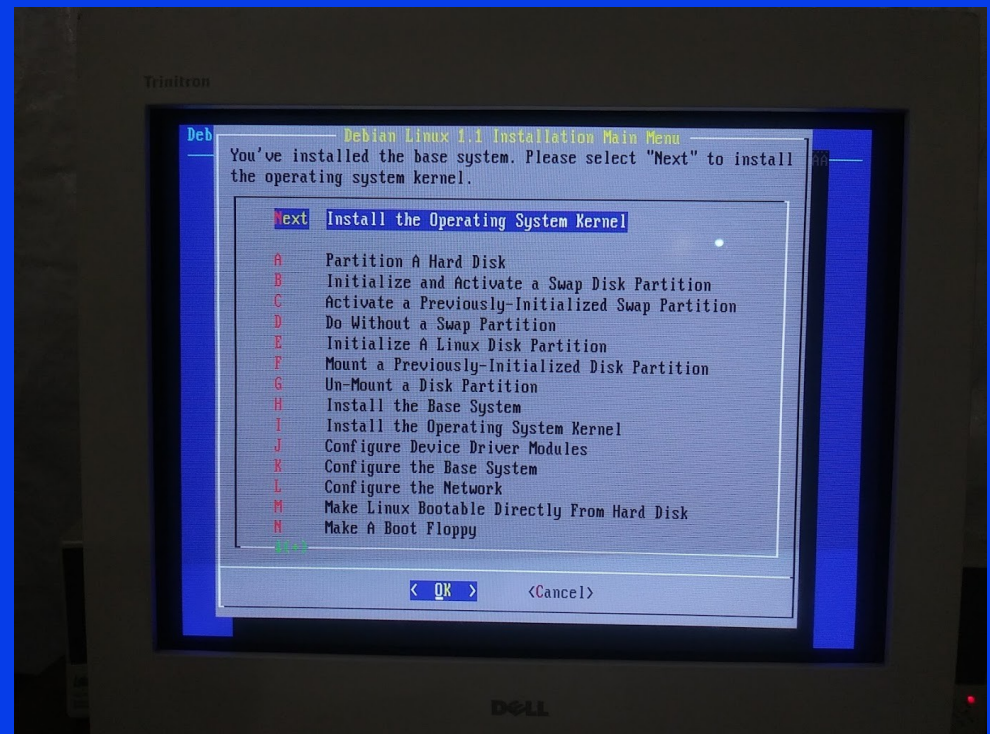 Trinitron
Deb
Debian Linux 1.1 Installation Main Menu
You've installed the base system. Please select "Next" to install
the operating system kernel.
Next Install the Operating System Kernel
A Partition A Hard Disk
B Initialize and Activate a Swap Disk Partition
C Activate a Previously-Initialized Swap Partition
D Do Without a Swap Partition
E Initialize A Linux Disk Partition
F Mount a Previously-Initialized Disk Partition
G Un-Mount a Disk Partition
H Install the Base System
I Install the Operating System Kernel
J Configure Device Driver Modules
K Configure the Base System
L Configure the Network
M Make Linux Bootable Directly From Hard Disk
N Make A Boot Floppy
< OK > <Cancel>
DELL